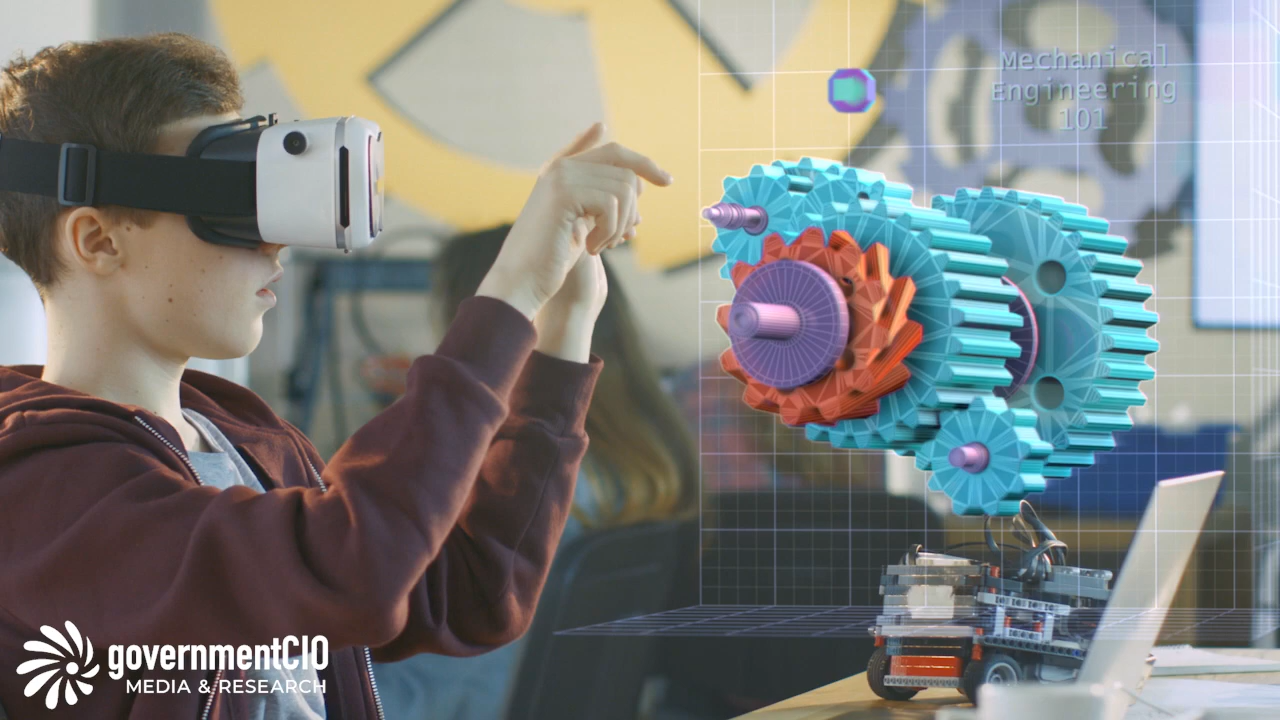 Mechanical
Engineering
101
governmentCIO
MEDIA & RESEARCH